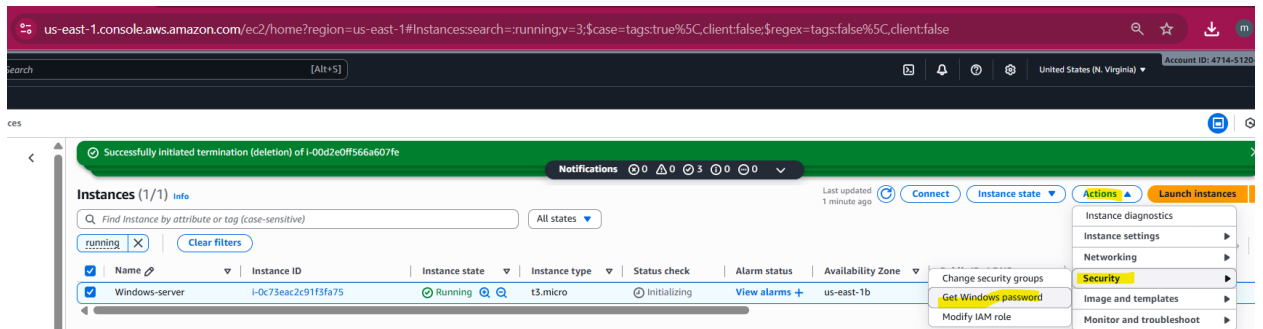 us-east-1.console.aws.amazon.com/ec2/home?region=us-east-1#Instances:search=:running;v=3;$case=tags:true%5C,client:false;$regex=tags:false%5C,client:false
m
Search [Alt+S] United States (N. Virginia) ▼ Account ID: 4714-5120-
ces
Successfully initiated termination (deletion) of i-00d2e0ff566a607fe
Notifications 0 0 3 0 0
Instances (1/1) Info Last updated 1 minute ago Connect Instance state ▼ Actions ▲ Launch instances
Find Instance by attribute or tag (case-sensitive) All states ▼
running X Clear filters
Name Instance ID Instance state Instance type Status check Alarm status Availability Zone
Windows-server i-0c73eac2c91f3fa75 Running t3.micro Initializing View alarms + us-east-1b
Instance diagnostics
Instance settings
Networking
Security
Image and templates
Monitor and troubleshoot
Change security groups
Get Windows password
Modify IAM role